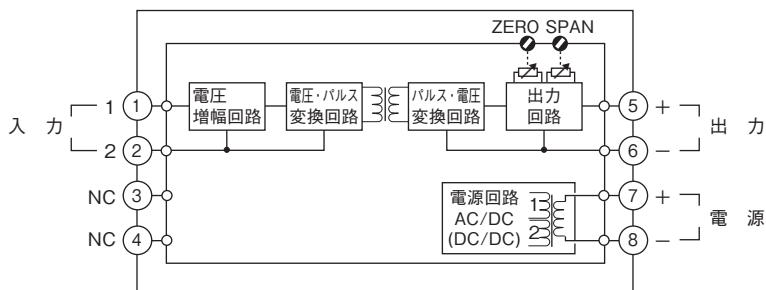 ZERO SPAN
電圧
増幅回路
電圧・パルス
変換回路
パルス・電圧
変換回路
出力
回路
入 力
1 1
2 2
NC 3
NC 4
5 +
6 −
出 力
電源回路
AC/DC
(DC/DC)
1
2
7 +
8 −
電 源